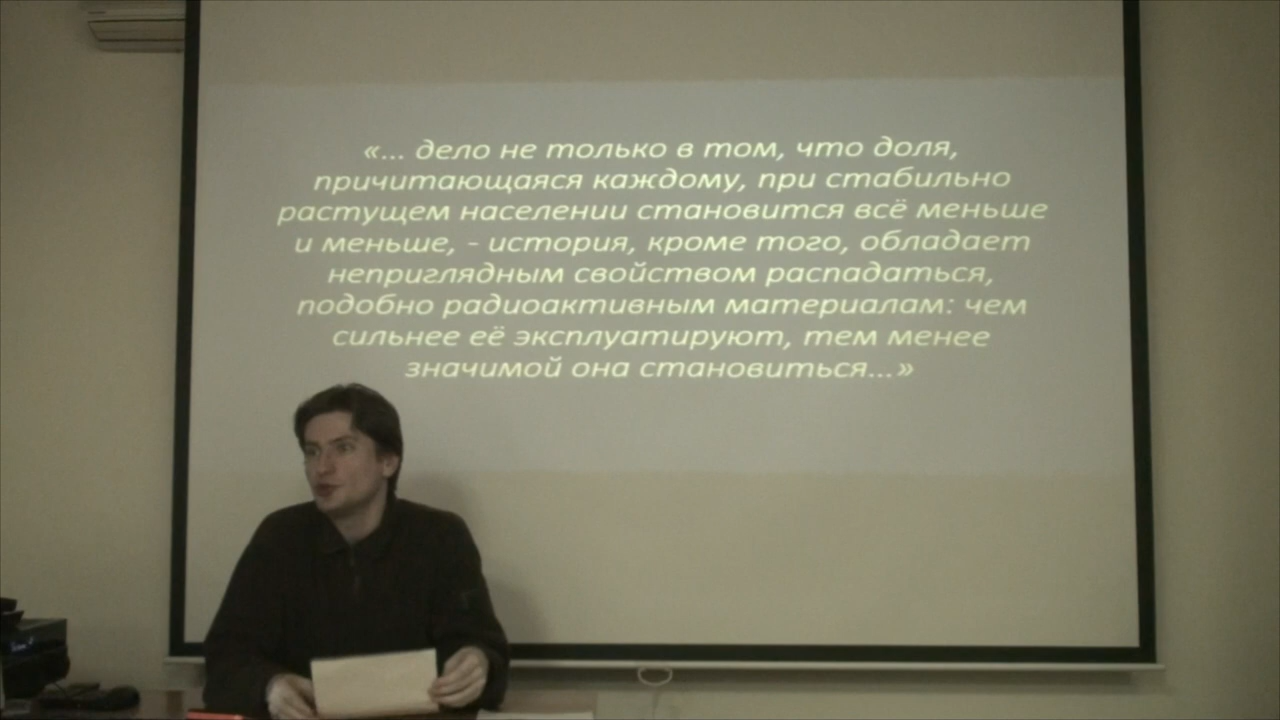 «... дело не только в том, что доля,
причитающаяся каждому, при стабильно
растущем населении становится всё меньше
и меньше, - история, кроме того, обладает
неприглядным свойством распадаться,
подобно радиоактивным материалам: чем
сильнее её эксплуатируют, тем менее
значимой она становиться...»